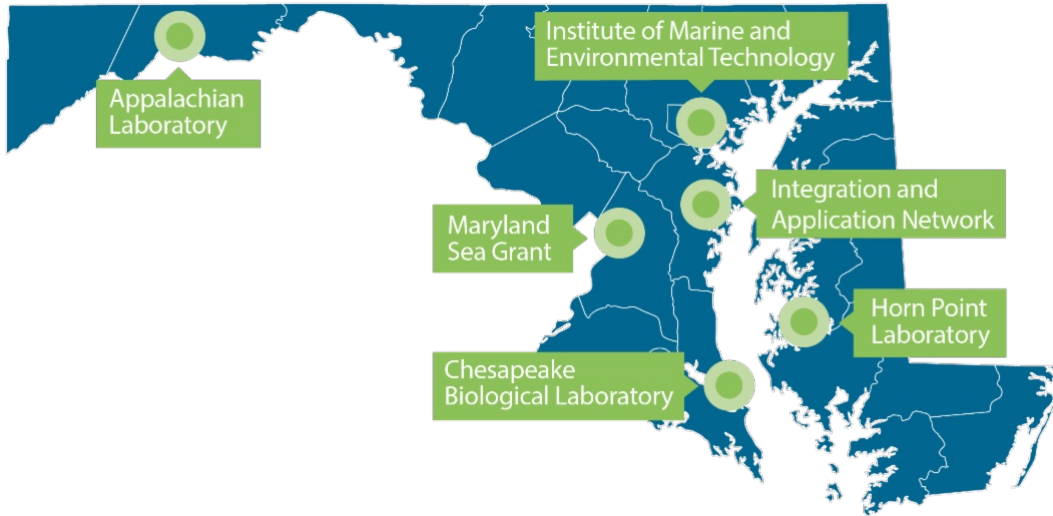 Institute of Marine and
Environmental Technology
Appalachian
Laboratory
Integration and
Application Network
Maryland
Sea Grant
Horn Point
Laboratory
Chesapeake
Biological Laboratory